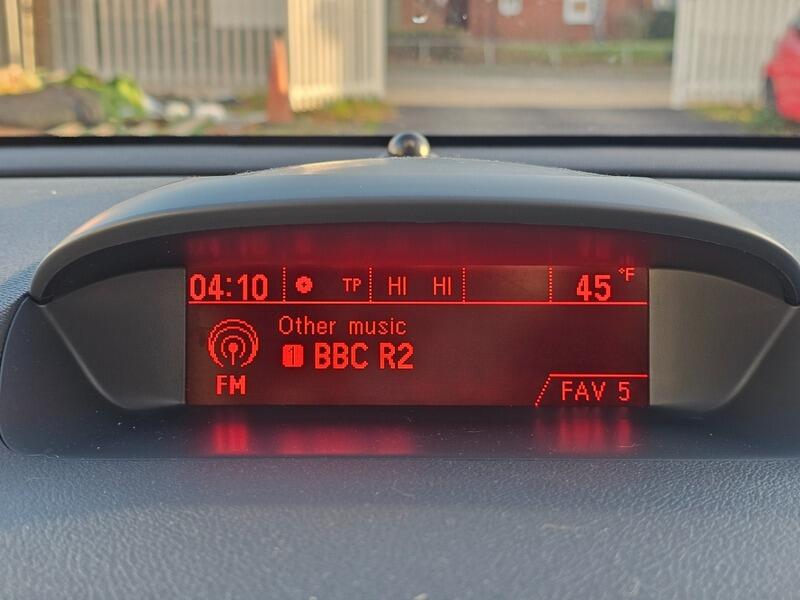 04:10 TP HI HI 45 °F
Other music
1 BBC R2
FM
FAV 5